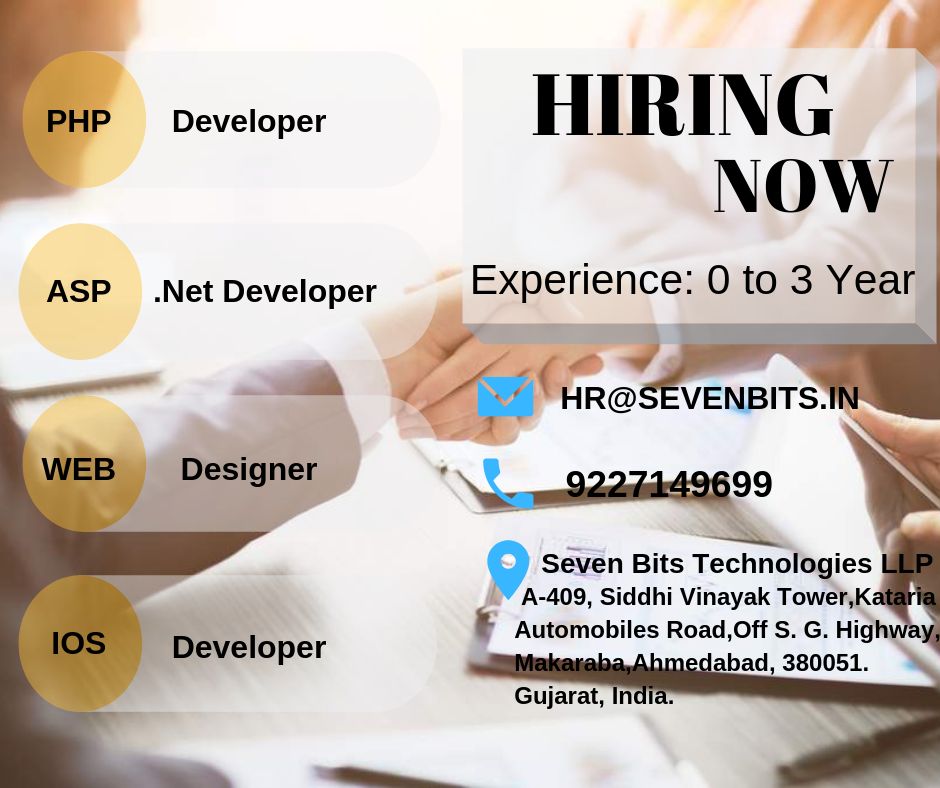 PHP Developer
ASP .Net Developer
WEB Designer
IOS Developer
HIRING
NOW
Experience: 0 to 3 Year
HR@SEVENBITS.IN
9227149699
Seven Bits Technologies LLP
A-409, Siddhi Vinayak Tower,Kataria
Automobiles Road,Off S. G. Highway,
Makaraba,Ahmedabad, 380051.
Gujarat, India.